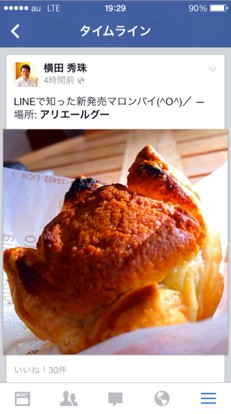 au LTE 19:29 90%
タイムライン
横田 秀珠
4時間前
LINEで知った新発売マロンパイ(^O^)／ —
場所: アリエールグー
いいね！30件